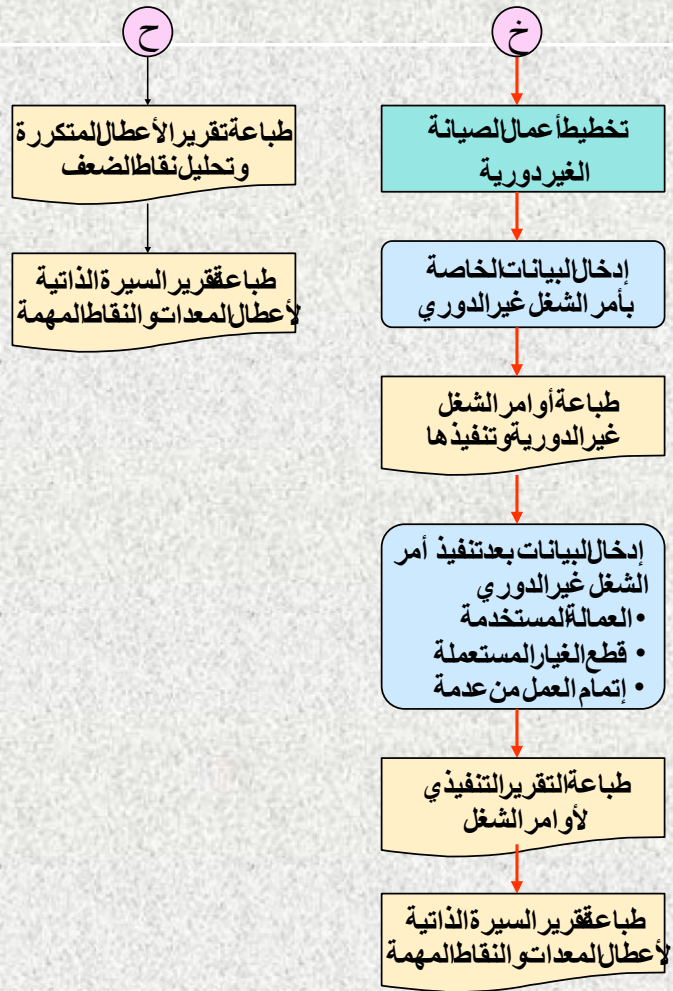 خ
تخطيط أعمال الصيانة
الغير دورية
إدخال البيانات الخاصة
بأمر الشغل غير الدوري
طباعة أوامر الشغل
غير الدورية وتنفيذها
إدخال البيانات بعد تنفيذ أمر
الشغل غير الدوري
• العمالة المستخدمة
• قطع الغيار المستعملة
• إتمام العمل من عدمة
طباعة التقرير التنفيذي
لأوامر الشغل
طباعة تقرير السيرة الذاتية
لأعطال المعدات والنقاط المهمة
ح
طباعة تقرير الأعطال المتكررة
وتحليل نقاط الضعف
طباعة تقرير السيرة الذاتية
لأعطال المعدات والنقاط المهمة